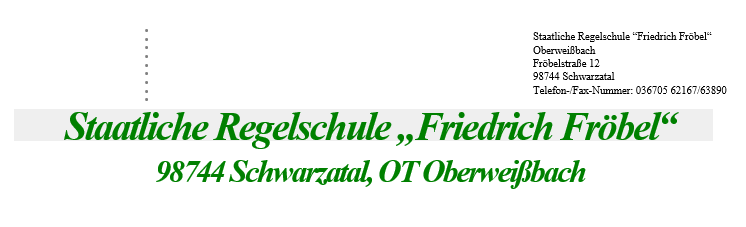 Staatliche Regelschule “Friedrich Fröbel“
Oberweißbach
Fröbelstraße 12
98744 Schwarzatal
Telefon-/Fax-Nummer: 036705 62167/63890
Staatliche Regelschule „Friedrich Fröbel“
98744 Schwarzatal, OT Oberweißbach